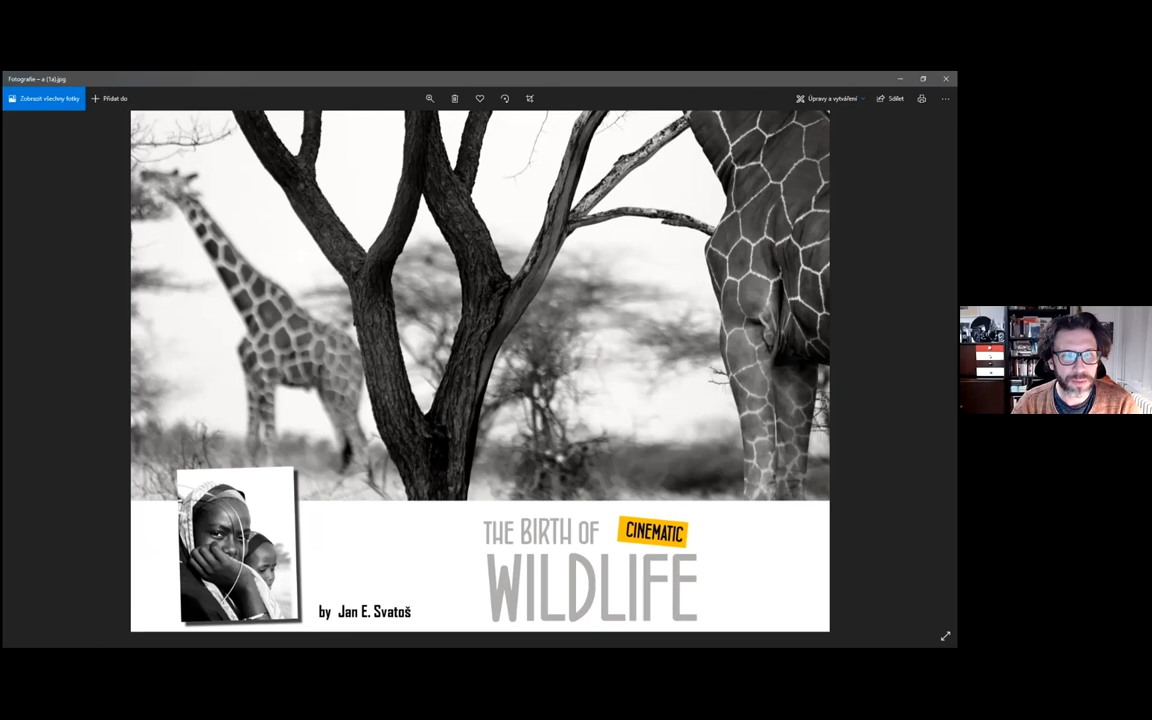 Fotografie – a (1a).jpg
Zobrazit všechny fotky
Přidat do
Úpravy a vytváření
Sdílet
THE BIRTH OF CINEMATIC
WILDLIFE
by Jan E. Svatoš